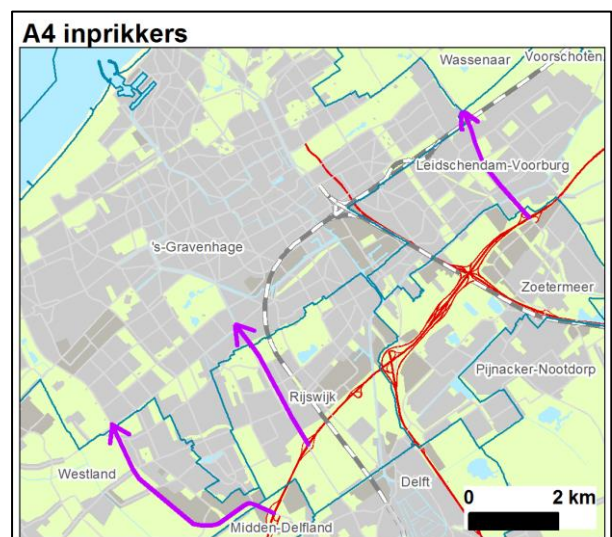 A4 inprikkers
Wassenaar
Voorschoten
Leidschendam-Voorburg
's-Gravenhage
Zoetermeer
Pijnacker-Nootdorp
Rijswijk
Westland
Delft
Midden-Delfland
0 2 km